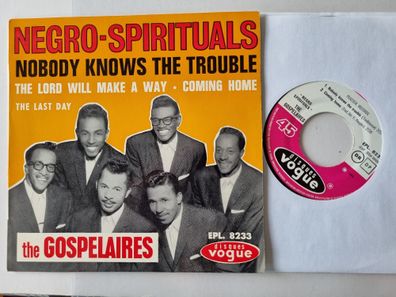 NEGRO-SPIRITUALS
NOBODY KNOWS THE TROUBLE
THE LORD WILL MAKE A WAY - COMING HOME
THE LAST DAY
the GOSPELAIRES
EPL. 8233
disques
vogue
45
THE
GOSPELAIRES
EPL. 8233
disques
vogue